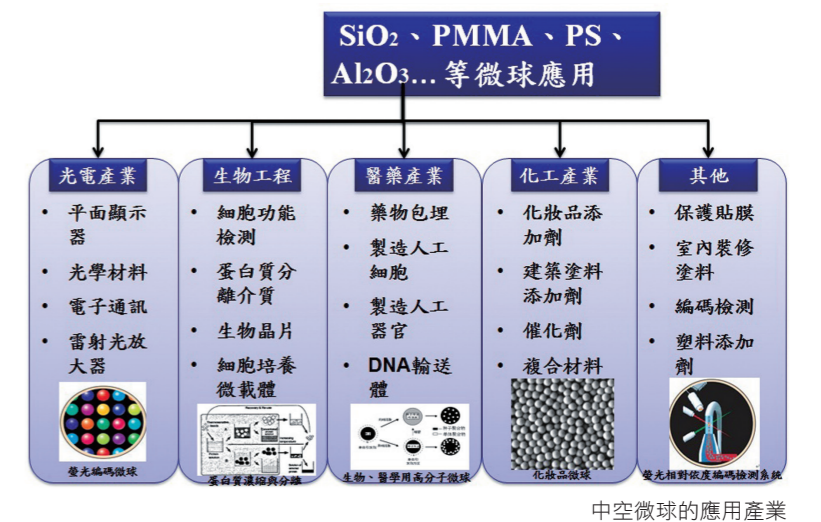 SiO2、PMMA、PS、
Al2O3… 等微球應用
光電產業
• 平面顯示
器
• 光學材料
• 電子通訊
• 雷射光放
大器
螢光編碼微球
生物工程
• 細胞功能
檢測
• 蛋白質分
離介質
• 生物晶片
• 細胞培養
微載體
蛋白質濃縮與分離
醫藥產業
• 藥物包埋
• 製造人工
細胞
• 製造人工
器官
• DNA輸送
體
生物、醫學用高分子微球
化工產業
• 化妝品添
加劑
• 建築塗料
添加劑
• 催化劑
• 複合材料
化妝品微球
其他
• 保護貼膜
• 室內裝修
塗料
• 編碼檢測
• 塑料添加
劑
螢光相對依度編碼檢測系統
中空微球的應用產業